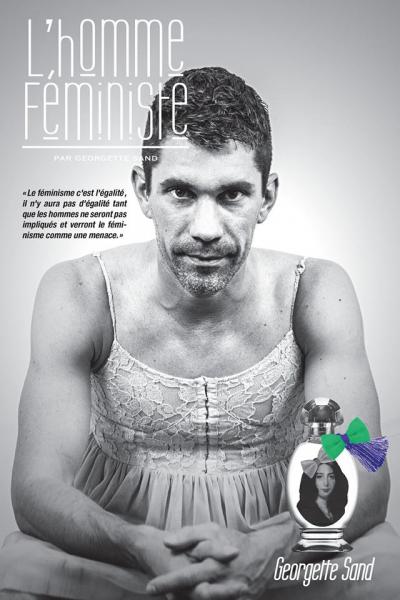 L'homme
Féministe
PAR GEORGETTE SAND
«Le féminisme c'est l'égalité,
il n'y aura pas d'égalité tant
que les hommes ne seront pas
impliqués et verront le fémi-
nisme comme une menace.»
Georgette Sand